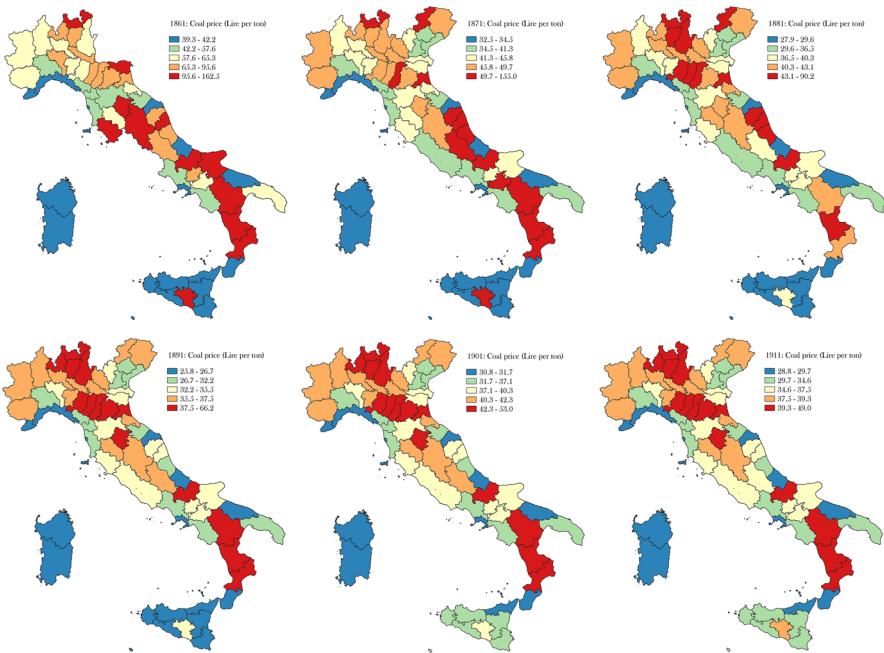 1861: Coal price (Lire per ton)
39.3 - 42.2
42.2 - 57.6
57.6 - 65.3
65.3 - 95.6
95.6 - 162.5
1871: Coal price (Lire per ton)
32.5 - 34.5
34.5 - 41.3
41.3 - 45.8
45.8 - 49.7
49.7 - 155.0
1881: Coal price (Lire per ton)
27.9 - 29.6
29.6 - 36.5
36.5 - 40.3
40.3 - 43.1
43.1 - 90.2
1891: Coal price (Lire per ton)
25.8 - 26.7
26.7 - 32.2
32.2 - 35.5
35.5 - 37.5
37.5 - 66.2
1901: Coal price (Lire per ton)
30.8 - 31.7
31.7 - 37.1
37.1 - 40.3
40.3 - 42.3
42.3 - 53.0
1911: Coal price (Lire per ton)
28.8 - 29.7
29.7 - 34.6
34.6 - 37.5
37.5 - 39.3
39.3 - 49.0